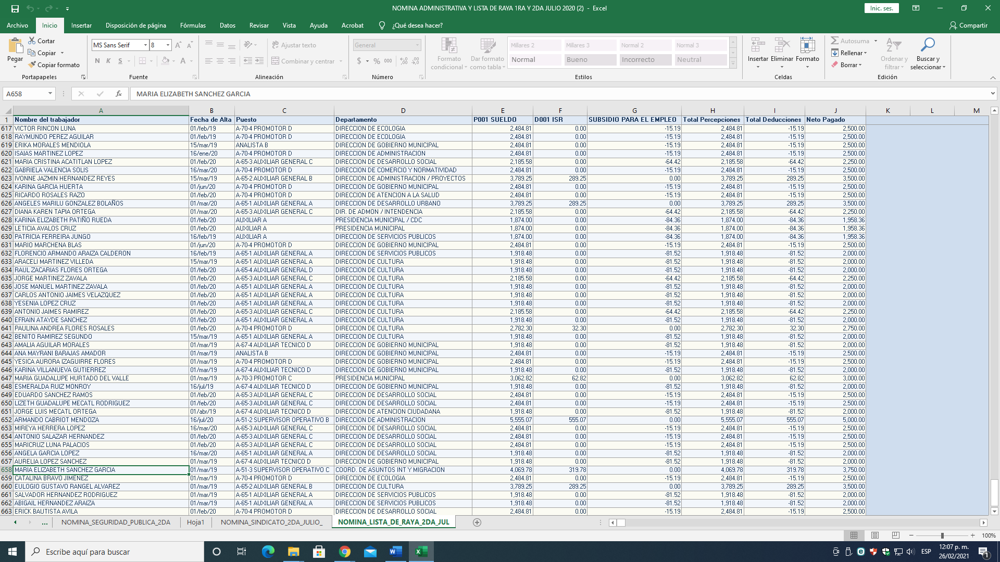 NOMINA ADMINISTRATIVA Y LISTA DE RAYA 1RA Y 2DA JULIO 2020 (2) - Excel
Inic. ses.
Archivo Inicio Insertar Disposición de página Fórmulas Datos Revisar Vista Ayuda Acrobat ¿Qué desea hacer? Compartir
Pegar Cortar Copiar Copiar formato Portapapeles
MS Sans Serif 8 N K S Fuente
Ajustar texto Combinar y centrar Alineación
General $ % 000 Número
Formato condicional Dar formato como tabla
Millares 2 Millares 3 Normal 2 Normal 3
Normal Bueno Incorrecto Neutral
Estilos
Insertar Eliminar Formato Celdas
Autosuma Rellenar Borrar Ordenar y filtrar Buscar y seleccionar Edición
A658 fx MARIA ELIZABETH SANCHEZ GARCIA
A B C D E F G H I J K L M
1 Nombre del trabajador Fecha de Alta Puesto Departamento P001 SUELDO D001 ISR SUBSIDIO PARA EL EMPLEO Total Percepciones Total Deducciones Neto Pagado
617 VICTOR RINCON LUNA 01/feb/19 A-70-4 PROMOTOR D DIRECCION DE ECOLOGIA 2,484.81 0.00 -15.19 2,484.81 -15.19 2,500.00
618 RAYMUNDO PEREZ AGUILAR 01/feb/19 A-70-4 PROMOTOR D DIRECCION DE ECOLOGIA 2,484.81 0.00 -15.19 2,484.81 -15.19 2,500.00
619 ERIKA MORALES MENDIOLA 15/mar/19 ANALISTA B DIRECCION DE GOBIERNO MUNICIPAL 2,484.81 0.00 -15.19 2,484.81 -15.19 2,500.00
620 ISAIAS MARTINEZ LOPEZ 16/ene/20 A-70-4 PROMOTOR D DIRECCION DE ADMINISTRACION 2,484.81 0.00 -15.19 2,484.81 -15.19 2,500.00
621 MARIA CRISTINA ACATITLAN LOPEZ 01/feb/20 A-65-3 AUXILIAR GENERAL C DIRECCION DE DESARROLLO SOCIAL 2,185.58 0.00 -64.42 2,185.58 -64.42 2,250.00
622 GABRIELA VALENCIA SOLIS 16/mar/20 A-70-4 PROMOTOR D DIRECCION DE COMERCIO Y NORMATIVIDAD 2,484.81 0.00 -15.19 2,484.81 -15.19 2,500.00
623 IVONNE JAZMIN HERNANDEZ REYES 15/mar/19 A-65-2 AUXILIAR GENERAL B DIRECCION DE ADMINISTRACION / PROYECTOS 3,789.25 289.25 0.00 3,789.25 289.25 3,500.00
624 KARINA GARCIA HUERTA 01/jun/20 A-70-4 PROMOTOR D DIRECCION DE GOBIERNO MUNICIPAL 2,484.81 0.00 -15.19 2,484.81 -15.19 2,500.00
625 RICARDO ROSALES RAZO 01/feb/20 A-70-4 PROMOTOR D DIRECCION DE ATENCION A LA SALUD 2,484.81 0.00 -15.19 2,484.81 -15.19 2,500.00
626 ANGELES MARILU GONZALEZ BOLAÑOS 01/mar/20 A-65-1 AUXILIAR GENERAL A DIRECCION DE DESARROLLO URBANO 3,789.25 289.25 0.00 3,789.25 289.25 3,500.00
627 DIANA KAREN TAPIA ORTEGA 01/mar/20 A-65-3 AUXILIAR GENERAL C DIR. DE ADMON / INTENDENCIA 2,185.58 0.00 -64.42 2,185.58 -64.42 2,250.00
628 KARINA ELIZABETH PATIÑO RUEDA 01/feb/20 AUXILIAR A PRESIDENCIA MUNICIPAL / CDC 1,874.00 0.00 -84.36 1,874.00 -84.36 1,958.36
629 LETICIA AVALOS CRUZ 01/feb/20 AUXILIAR A PRESIDENCIA MUNICIPAL 1,874.00 0.00 -84.36 1,874.00 -84.36 1,958.36
630 PATRICIA FERREIRA JUNGO 16/feb/19 AUXILIAR A DIRECCION DE SERVICIOS PUBLICOS 1,874.00 0.00 -84.36 1,874.00 -84.36 1,958.36
631 MARIO MARCHENA BLAS 01/jun/20 A-70-4 PROMOTOR D DIRECCION DE GOBIERNO MUNICIPAL 2,484.81 0.00 -15.19 2,484.81 -15.19 2,500.00
632 FLORENCIO ARMANDO ARAIZA CALDERON 16/feb/19 A-65-1 AUXILIAR GENERAL A DIRECCION DE SERVICIOS PUBLICOS 1,918.48 0.00 -81.52 1,918.48 -81.52 2,000.00
633 ARACELI MARTINEZ VILLEDA 15/mar/19 A-65-1 AUXILIAR GENERAL A DIRECCION DE CULTURA 1,918.48 0.00 -81.52 1,918.48 -81.52 2,000.00
634 RAUL ZACARIAS FLORES ORTEGA 01/feb/20 A-65-4 AUXILIAR GENERAL D DIRECCION DE CULTURA 1,918.48 0.00 -81.52 1,918.48 -81.52 2,000.00
635 JORGE MARTINEZ ZAVALA 01/feb/20 A-65-3 AUXILIAR GENERAL C DIRECCION DE CULTURA 2,185.58 0.00 -64.42 2,185.58 -64.42 2,250.00
636 JOSE MANUEL MARTINEZ ZAVALA 01/feb/20 A-65-1 AUXILIAR GENERAL A DIRECCION DE CULTURA 1,918.48 0.00 -81.52 1,918.48 -81.52 2,000.00
637 CARLOS ANTONIO JAIMES VELAZQUEZ 01/feb/20 A-65-1 AUXILIAR GENERAL A DIRECCION DE CULTURA 1,918.48 0.00 -81.52 1,918.48 -81.52 2,000.00
638 YESENIA LOPEZ CRUZ 01/feb/20 A-65-1 AUXILIAR GENERAL A DIRECCION DE CULTURA 1,918.48 0.00 -81.52 1,918.48 -81.52 2,000.00
639 ANTONIO JAIMES RAMIREZ 01/feb/20 A-65-3 AUXILIAR GENERAL C DIRECCION DE CULTURA 2,185.58 0.00 -64.42 2,185.58 -64.42 2,250.00
640 EFRAIN ATAYDE SANCHEZ 01/feb/20 A-65-1 AUXILIAR GENERAL A DIRECCION DE CULTURA 1,918.48 0.00 -81.52 1,918.48 -81.52 2,000.00
641 PAULINA ANDREA FLORES ROSALES 01/feb/20 A-70-4 PROMOTOR D DIRECCION DE CULTURA 2,782.30 32.30 0.00 2,782.30 32.30 2,750.00
642 BENITO RAMIREZ SEGUNDO 15/mar/19 A-65-1 AUXILIAR GENERAL A DIRECCION DE CULTURA 1,918.48 0.00 -81.52 1,918.48 -81.52 2,000.00
643 AMALIA AGUILAR MORALES 01/mar/19 A-67-4 AUXILIAR TECNICO D DIRECCION DE GOBIERNO MUNICIPAL 1,918.48 0.00 -81.52 1,918.48 -81.52 2,000.00
644 ANA MAYRANI BARAJAS AMADOR 01/mar/19 ANALISTA B DIRECCION DE GOBIERNO MUNICIPAL 2,484.81 0.00 -15.19 2,484.81 -15.19 2,500.00
645 YESICA AURORA IZAGUIRRE FLORES 01/mar/19 A-70-4 PROMOTOR D DIRECCION DE GOBIERNO MUNICIPAL 2,484.81 0.00 -15.19 2,484.81 -15.19 2,500.00
646 KARINA VILLANUEVA GUTIERREZ 01/mar/19 A-67-4 AUXILIAR TECNICO D DIRECCION DE GOBIERNO MUNICIPAL 1,918.48 0.00 -81.52 1,918.48 -81.52 2,000.00
647 MARIA GUADALUPE HURTADO DEL VALLE 01/mar/19 A-70-3 PROMOTOR C PRESIDENCIA MUNICIPAL 3,062.82 62.82 0.00 3,062.82 62.82 3,000.00
648 ESMERALDA RUIZ MONROY 16/jul/19 A-67-4 AUXILIAR TECNICO D DIRECCION DE GOBIERNO MUNICIPAL 1,918.48 0.00 -81.52 1,918.48 -81.52 2,000.00
649 EDUARDO SANCHEZ RAMOS 01/feb/20 A-65-3 AUXILIAR GENERAL C DIRECCION DE DESARROLLO SOCIAL 2,484.81 0.00 -15.19 2,484.81 -15.19 2,500.00
650 LIZETH GUADALUPE MECATL RODRIGUEZ 01/feb/20 A-65-3 AUXILIAR GENERAL C DIRECCION DE DESARROLLO SOCIAL 2,484.81 0.00 -15.19 2,484.81 -15.19 2,500.00
651 JORGE LUIS MECATL ORTEGA 01/abr/19 A-67-4 AUXILIAR TECNICO D DIRECCION DE ATENCION CIUDADANA 1,918.48 0.00 -81.52 1,918.48 -81.52 2,000.00
652 ARMANDO CABRIOT MENDOZA 16/jul/20 A-51-2 SUPERVISOR OPERATIVO B DIRECCION DE ADMINISTRACION 5,555.07 555.07 0.00 5,555.07 555.07 5,000.00
653 MIREYA HERRERA LOPEZ 16/mar/20 A-65-3 AUXILIAR GENERAL C DIRECCION DE DESARROLLO SOCIAL 2,484.81 0.00 -15.19 2,484.81 -15.19 2,500.00
654 ANTONIO SALAZAR HERNANDEZ 01/feb/20 A-65-3 AUXILIAR GENERAL C DIRECCION DE DESARROLLO SOCIAL 2,484.81 0.00 -15.19 2,484.81 -15.19 2,500.00
655 MARICRUZ LUNA PALACIOS 01/feb/20 A-65-3 AUXILIAR GENERAL C DIRECCION DE DESARROLLO SOCIAL 2,484.81 0.00 -15.19 2,484.81 -15.19 2,500.00
656 ANGELA GARCIA LOPEZ 16/mar/20 A-65-1 AUXILIAR GENERAL A DIRECCION DE DESARROLLO SOCIAL 1,918.48 0.00 -81.52 1,918.48 -81.52 2,000.00
657 AURELIA LOPEZ SANCHEZ 01/mar/19 A-67-4 AUXILIAR TECNICO D DIRECCION DE GOBIERNO MUNICIPAL 1,918.48 0.00 -81.52 1,918.48 -81.52 2,000.00
658 MARIA ELIZABETH SANCHEZ GARCIA 01/mar/19 A-51-3 SUPERVISOR OPERATIVO C COORD. DE ASUNTOS INT Y MIGRACION 4,069.78 319.78 0.00 4,069.78 319.78 3,750.00
659 CATALINA BRAVO JIMENEZ 01/mar/19 A-70-4 PROMOTOR D DIRECCION DE ECOLOGIA 2,484.81 0.00 -15.19 2,484.81 -15.19 2,500.00
660 EULOGIO GUSTAVO RANGEL ALVAREZ 01/mar/19 A-65-2 AUXILIAR GENERAL B DIRECCION DE CULTURA 3,789.25 289.25 0.00 3,789.25 289.25 3,500.00
661 SALVADOR HERNANDEZ RODRIGUEZ 01/mar/19 A-65-1 AUXILIAR GENERAL A DIRECCION DE SERVICIOS PUBLICOS 1,918.48 0.00 -81.52 1,918.48 -81.52 2,000.00
662 ABIGAIL HERNANDEZ ARAIZA 01/mar/19 A-65-1 AUXILIAR GENERAL A DIRECCION DE SERVICIOS PUBLICOS 1,918.48 0.00 -81.52 1,918.48 -81.52 2,000.00
663 ERICK BAUTISTA AVILA 01/feb/20 A-70-4 PROMOTOR D DIRECCION DE DESARROLLO SOCIAL 2,484.81 0.00 -15.19 2,484.81 -15.19 2,500.00
... NOMINA_SEGURIDAD_PUBLICA_2DA Hoja1 NOMINA_SINDICATO_2DA_JULIO_ NOMINA_LISTA_DE_RAYA_2DA_JUL
100%
Escribe aquí para buscar
ESP 12:07 p. m.
26/02/2021
1